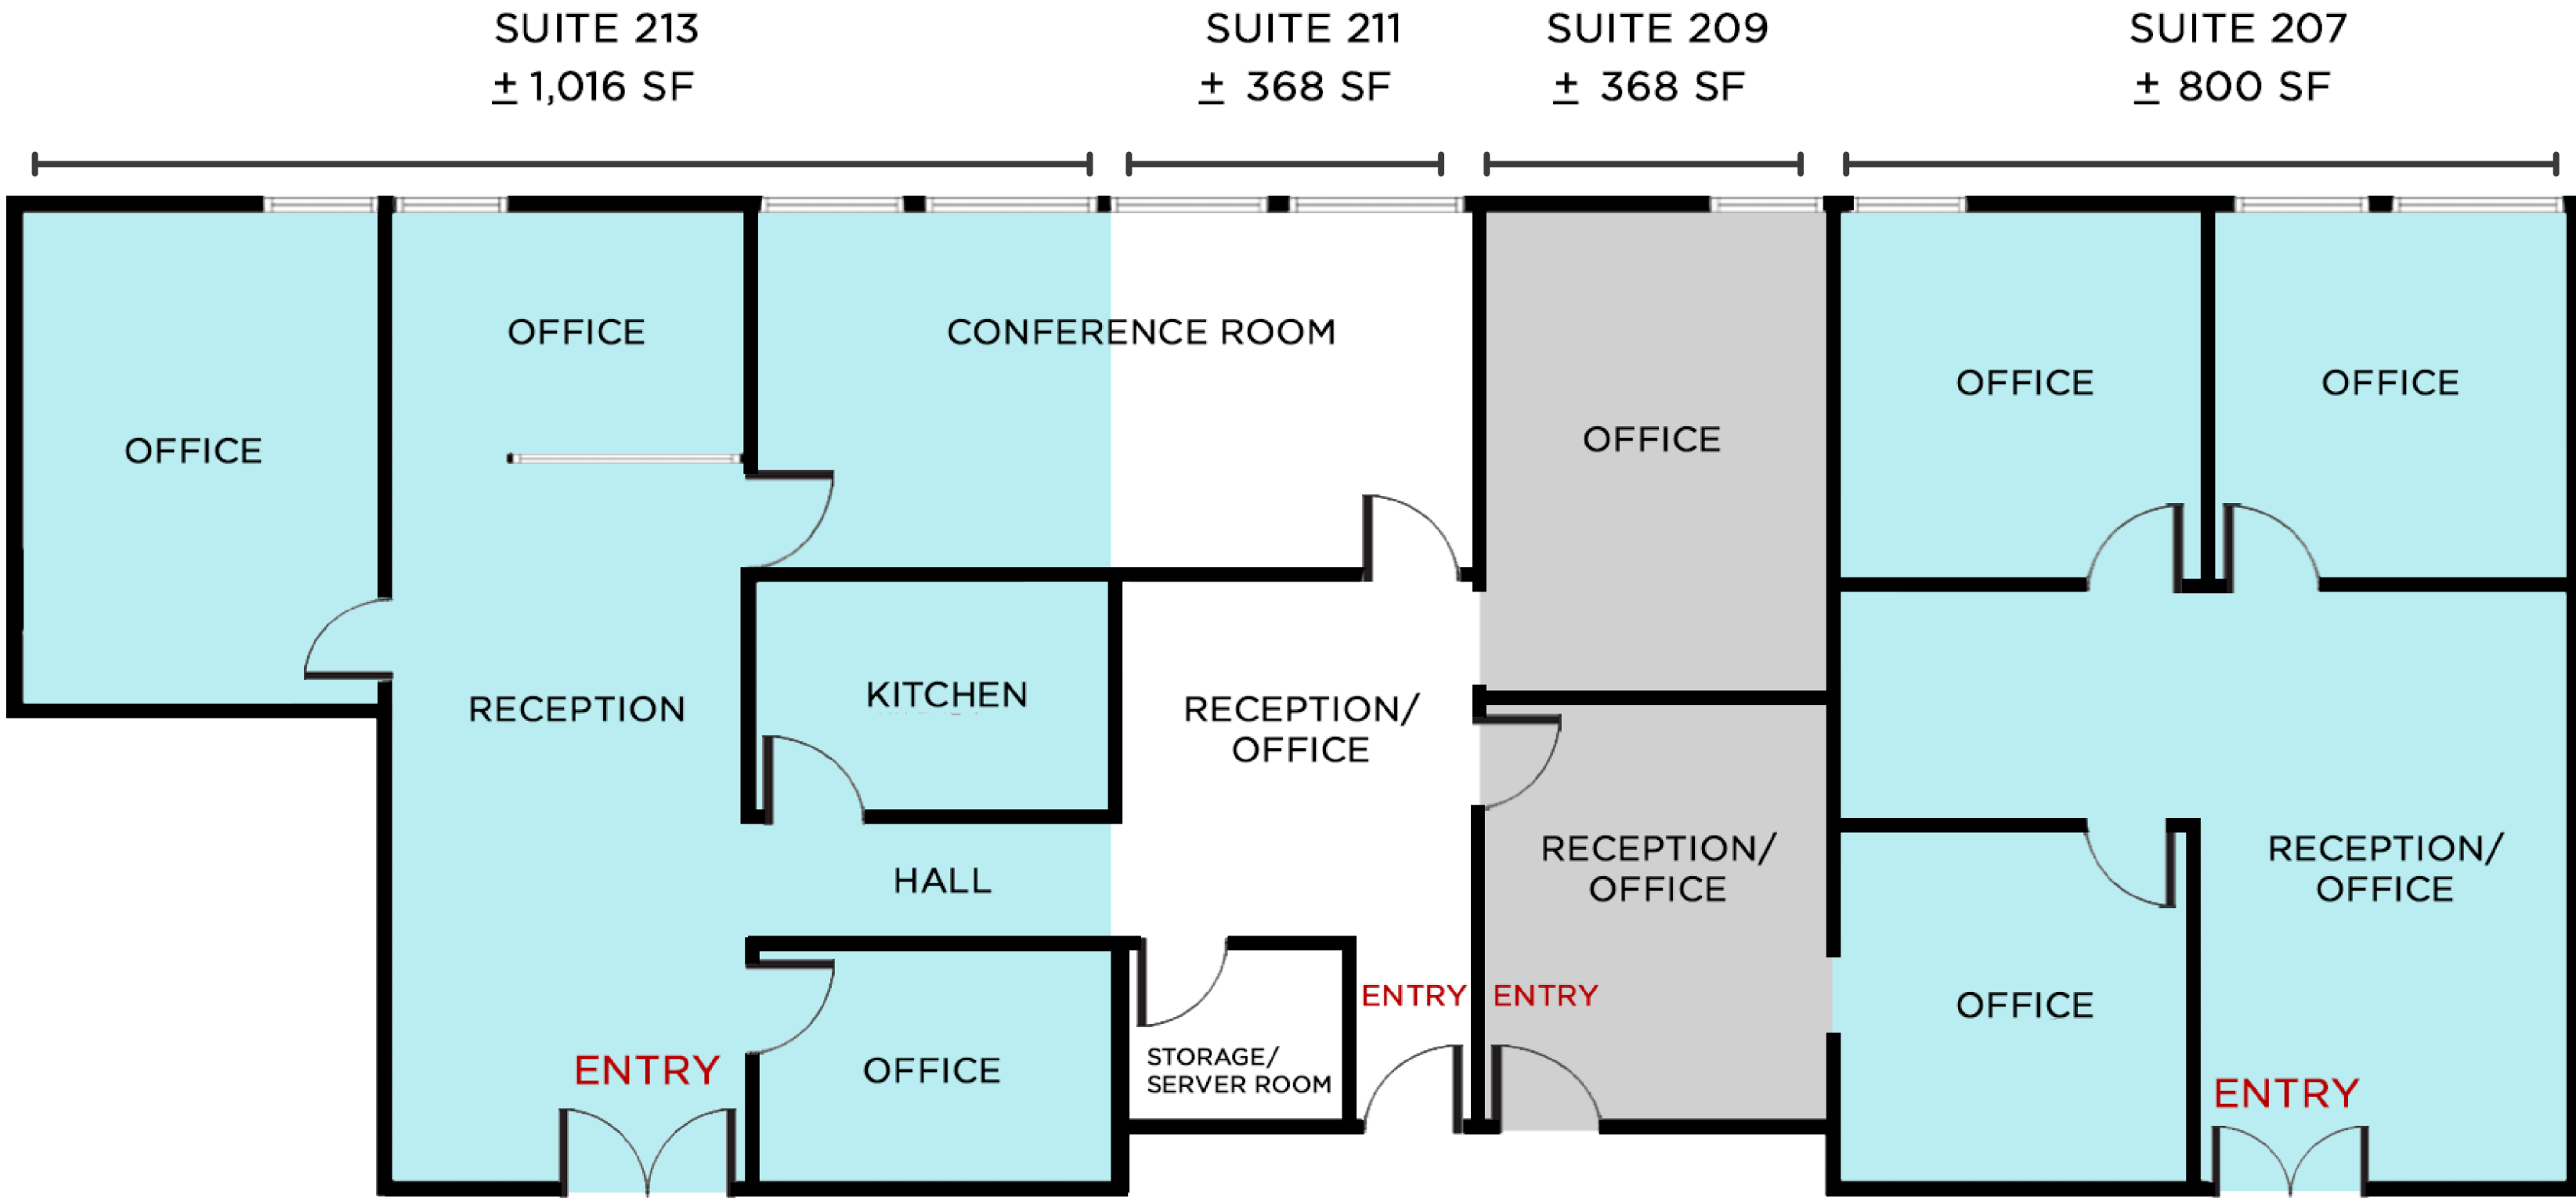 SUITE 213
± 1,016 SF
SUITE 211
± 368 SF
SUITE 209
± 368 SF
SUITE 207
± 800 SF
OFFICE
OFFICE
CONFERENCE ROOM
OFFICE
OFFICE
OFFICE
RECEPTION
KITCHEN
RECEPTION/
OFFICE
HALL
RECEPTION/
OFFICE
RECEPTION/
OFFICE
ENTRY
ENTRY
OFFICE
ENTRY
OFFICE
STORAGE/
SERVER ROOM
ENTRY